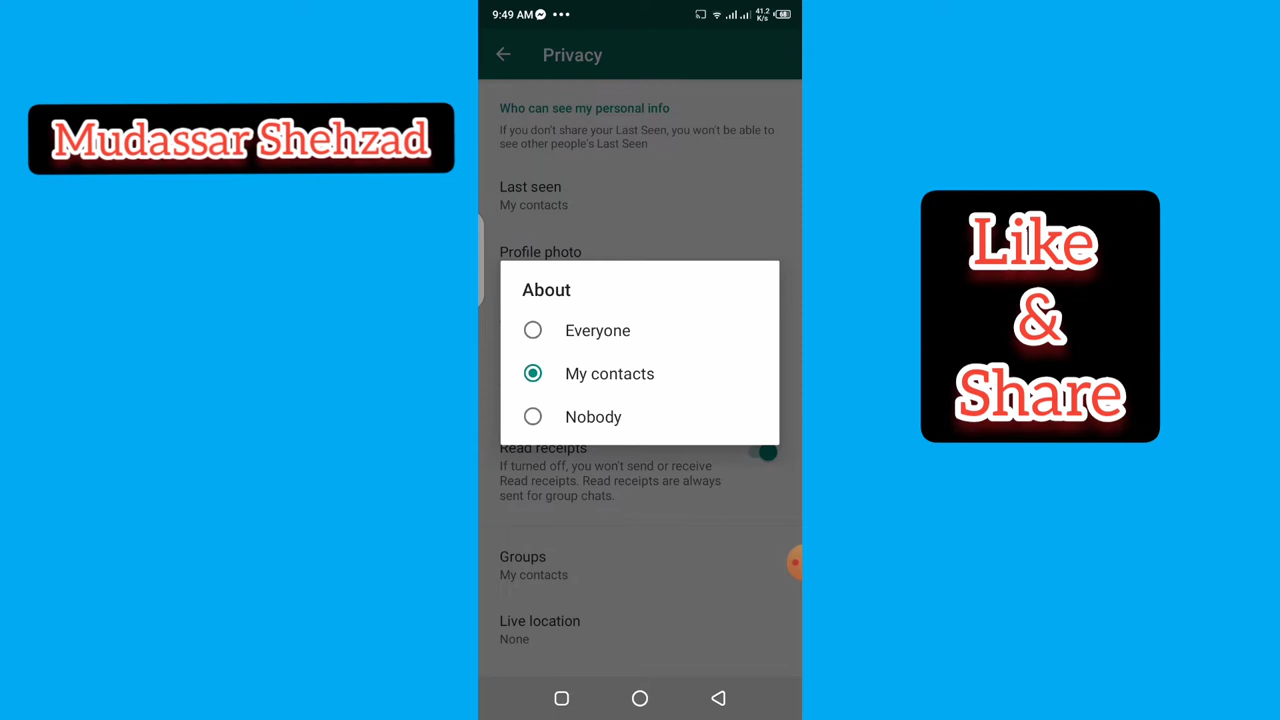 9:49 AM
41.2
K/s
68
Privacy
Mudassar Shehzad
Who can see my personal info
If you don't share your Last Seen, you won't be able to
see other people's Last Seen
Last seen
My contacts
Profile photo
About
Everyone
My contacts
Nobody
Read receipts
If turned off, you won't send or receive
Read receipts. Read receipts are always
sent for group chats.
Groups
My contacts
Live location
None
Like
&
Share